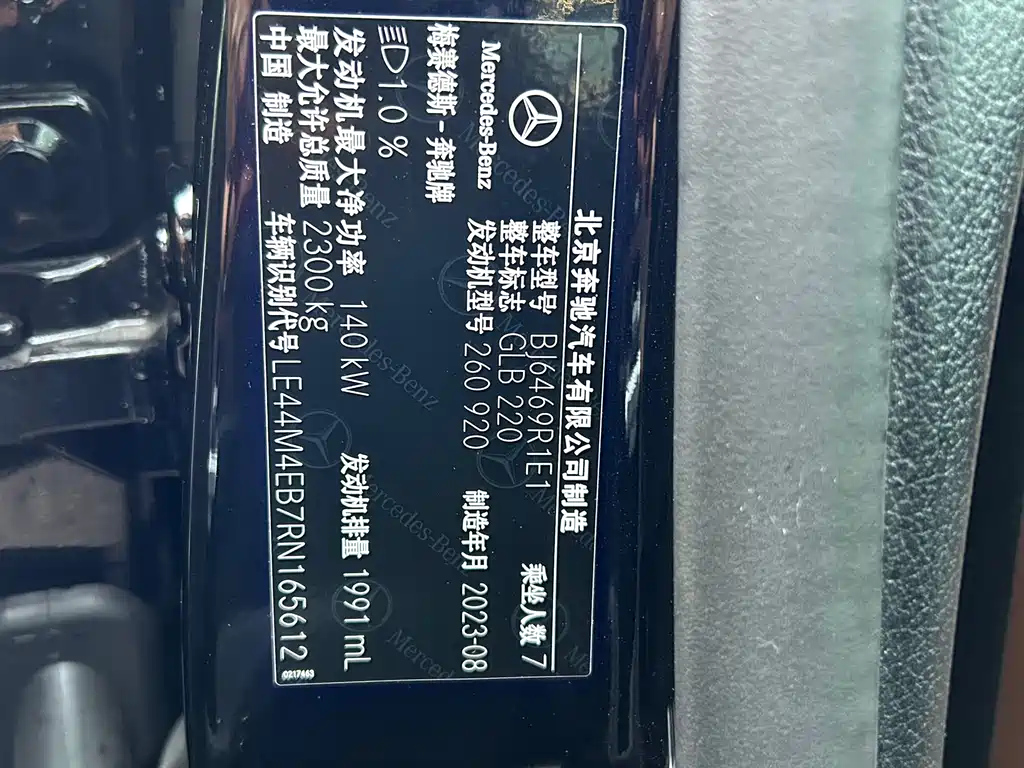 北京奔驰汽车有限公司制造
整车型号 BJ6469R1E1 乘坐人数 7
整车标志 GLB 220
Mercedes-Benz 发动机型号 260 920 制造年月 2023-08
梅赛德斯-奔驰牌
1.0 %
发动机最大净功率 140 kW 发动机排量 1991 mL
最大允许总质量 2300 kg
中国 制造 车辆识别代号 LE44M4EB7RN165612
0217463